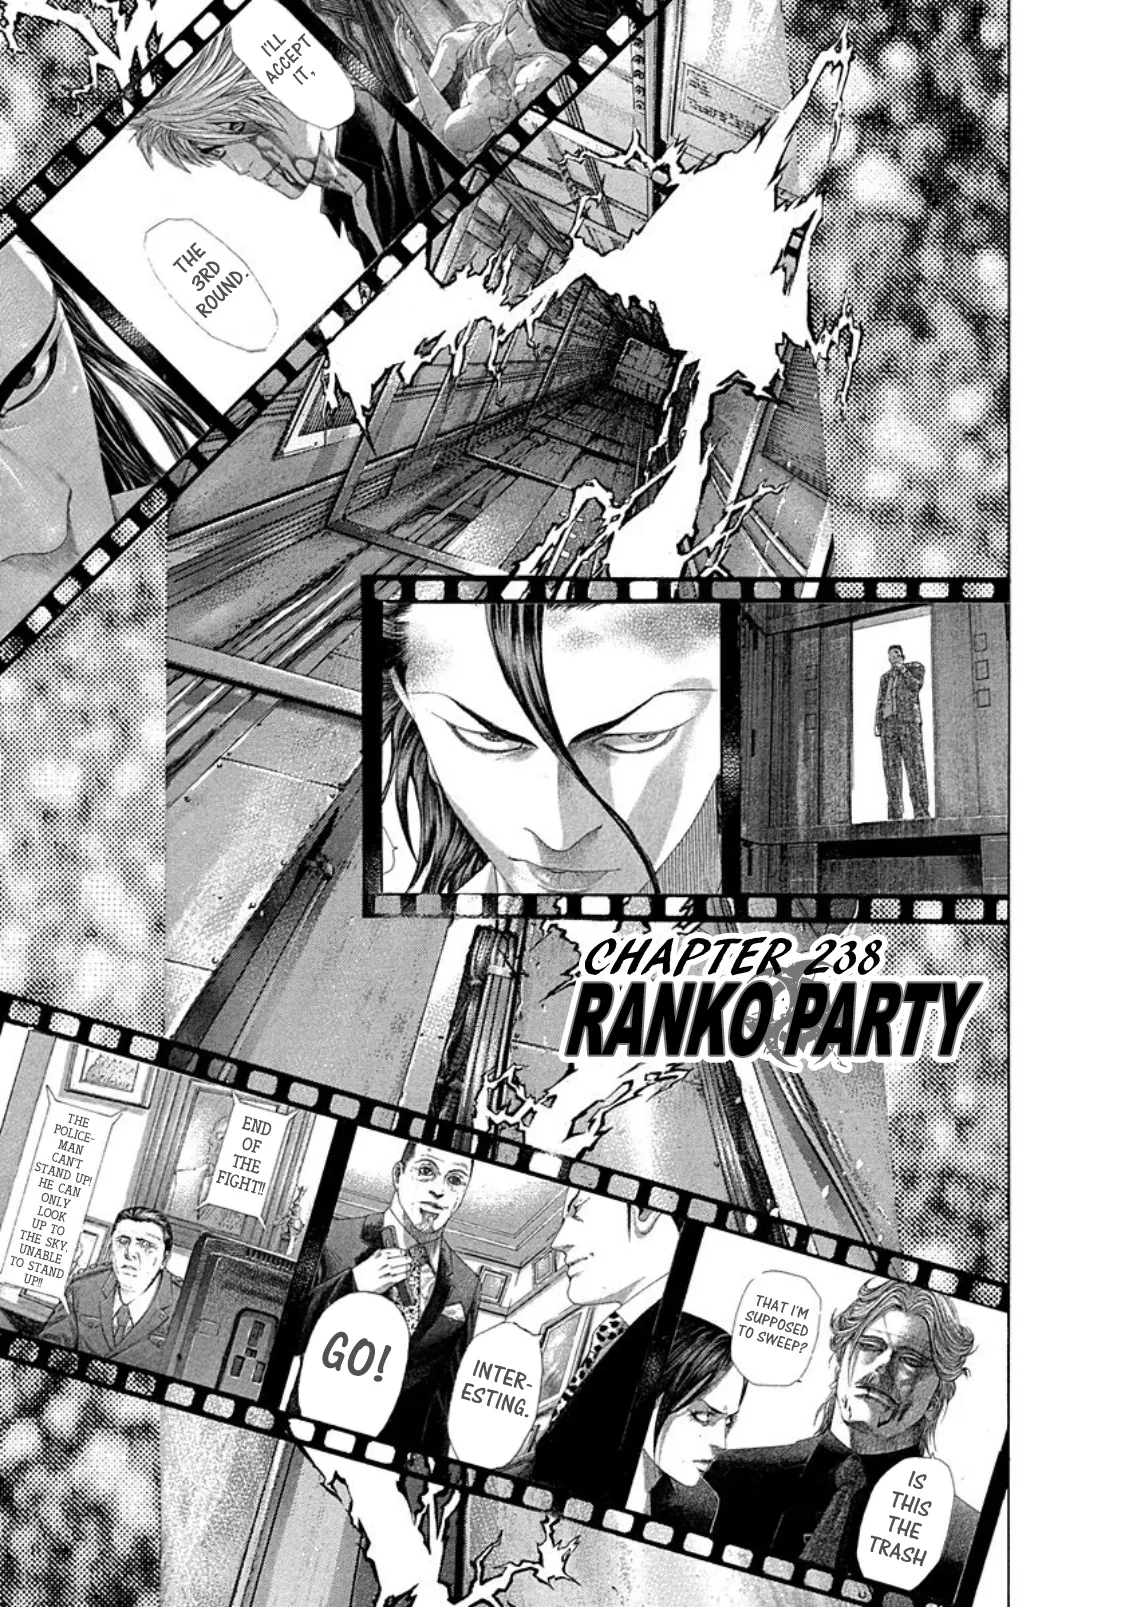 I'LL
ACCEPT
IT,
THE
3RD
ROUND.
CHAPTER 238
RANKO PARTY
IS
THIS
THE
TRASH
THAT I'M
SUPPOSED
TO SWEEP?
INTER-
ESTING.
GO!
END
OF
THE
FIGHT!!
THE
POLICE-
MAN
CAN'T
STAND UP!
HE CAN
ONLY
LOOK
UP TO
THE SKY,
UNABLE
TO STAND
UP!!